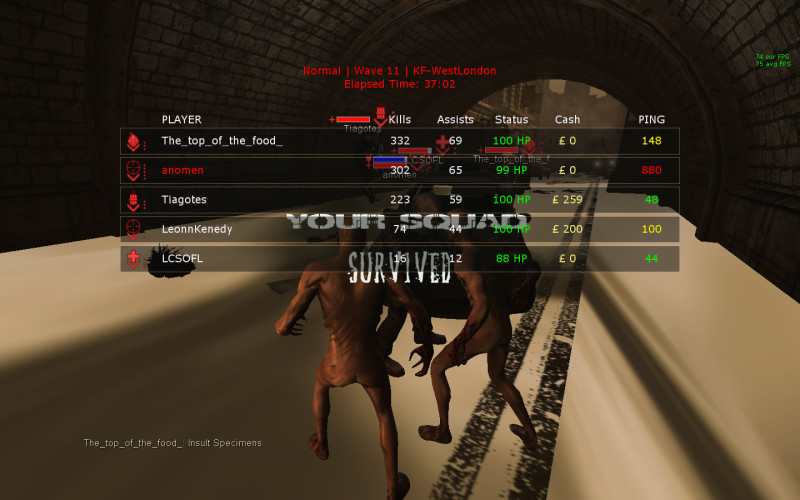 74 cur FPS
75 avg FPS
Normal | Wave 11 | KF-WestLondon
Elapsed Time: 37:02
PLAYER Kills Assists Status Cash PING
Tiagotes
The_top_of_the_food_ 332 69 100 HP £ 0 148
LCSOFL The_top_of_the_f
anomen 302 65 99 HP £ 0 880
anomen
Tiagotes 223 59 100 HP £ 259 48
YOUR SQUAD
LeonnKenedy 74 44 100 HP £ 200 100
LCSOFL 16 12 88 HP £ 0 44
SURVIVED
The_top_of_the_food_: Insult Specimens